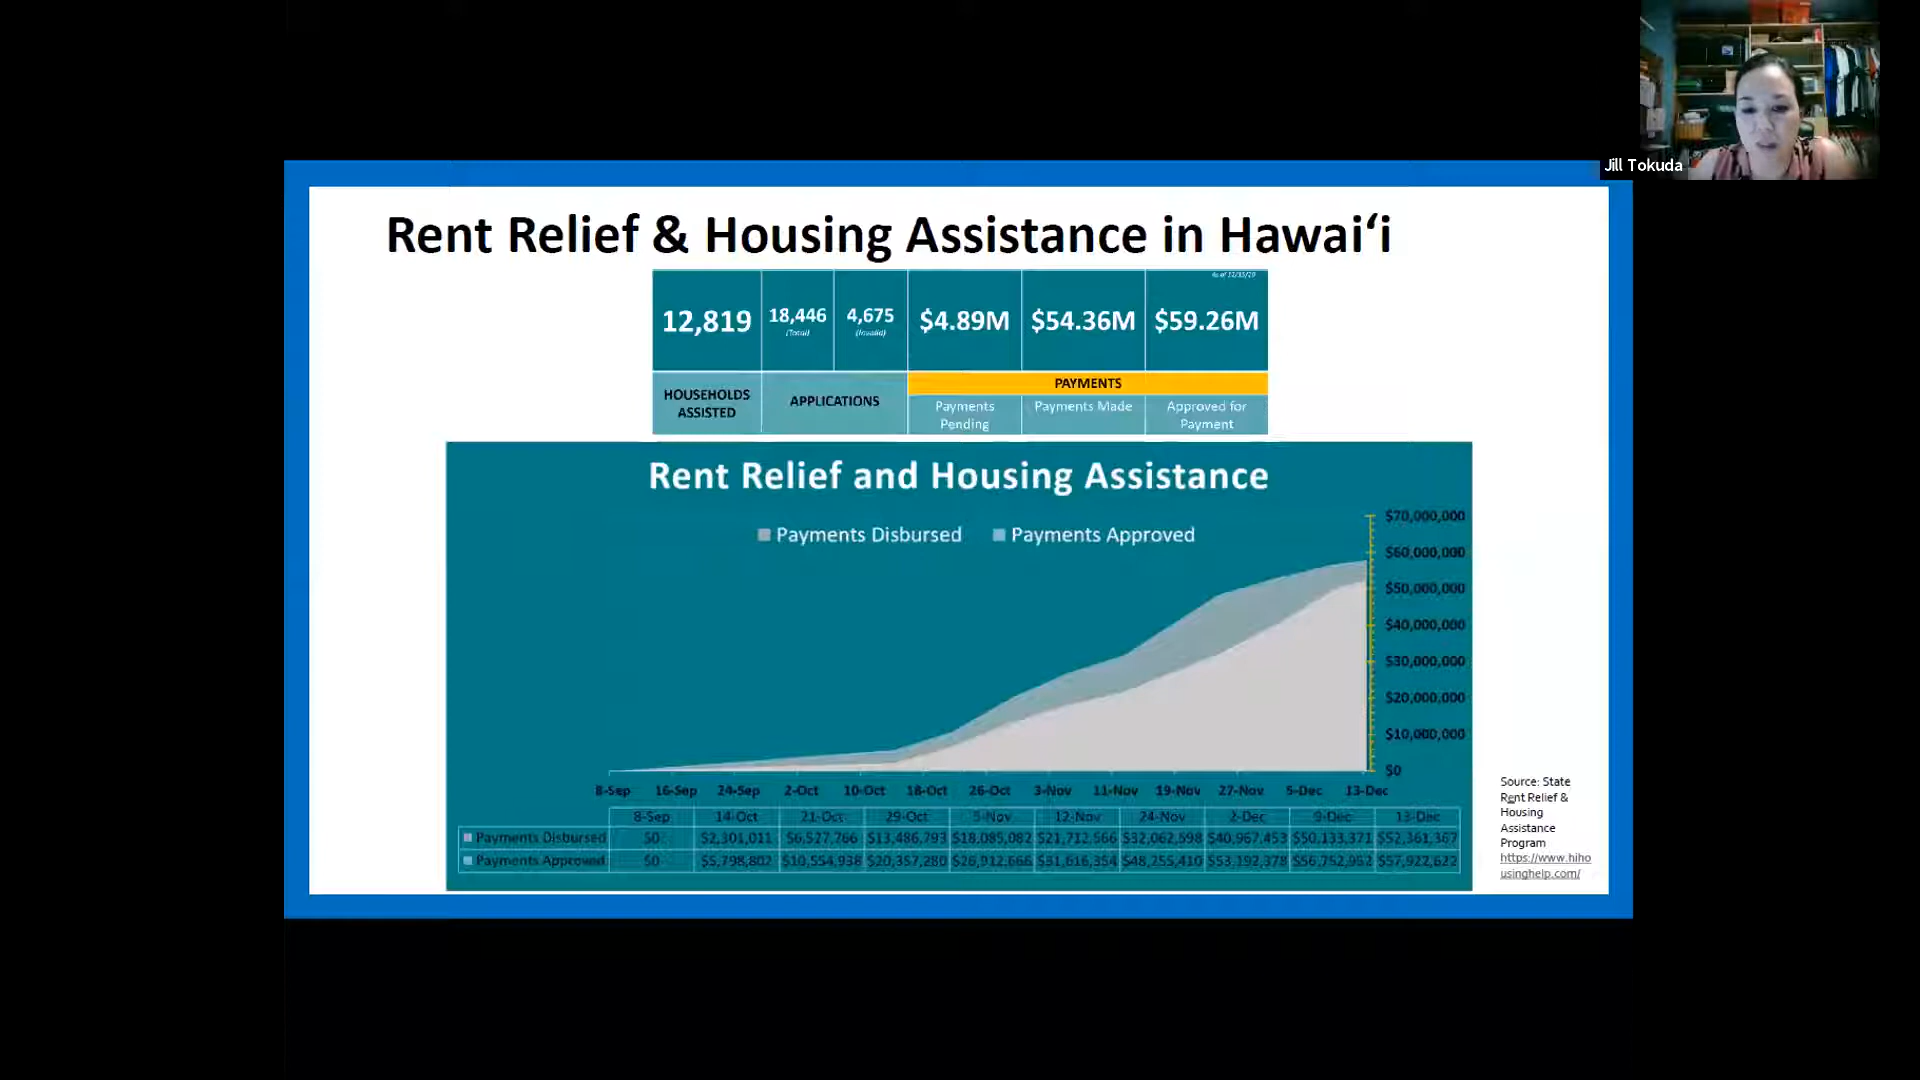 Jill Tokuda
Rent Relief & Housing Assistance in Hawaiʻi
12,819
18,446
(Total)
4,675
(Invalid)
$4.89M
$54.36M
$59.26M
HOUSEHOLDS
ASSISTED
APPLICATIONS
PAYMENTS
Payments
Pending
Payments Made
Approved for
Payment
Rent Relief and Housing Assistance
Payments Disbursed Payments Approved
$70,000,000
$60,000,000
$50,000,000
$40,000,000
$30,000,000
$20,000,000
$10,000,000
$0
8-Sep 16-Sep 24-Sep 2-Oct 10-Oct 18-Oct 26-Oct 3-Nov 11-Nov 19-Nov 27-Nov 5-Dec 13-Dec
8-Sep 14-Oct 21-Oct 29-Oct 5-Nov 12-Nov 24-Nov 2-Dec 9-Dec 13-Dec
Payments Disbursed $0 $2,301,011 $6,527,766 $13,486,793 $18,085,082 $21,712,566 $32,062,598 $40,967,453 $50,133,371 $52,361,367
Payments Approved $0 $5,798,802 $10,554,938 $20,357,280 $31,616,354 $48,255,410 $53,192,378 $57,922,622
Source: State
Rent Relief &
Housing
Assistance
Program
https://www.hiho
usinghelp.com/